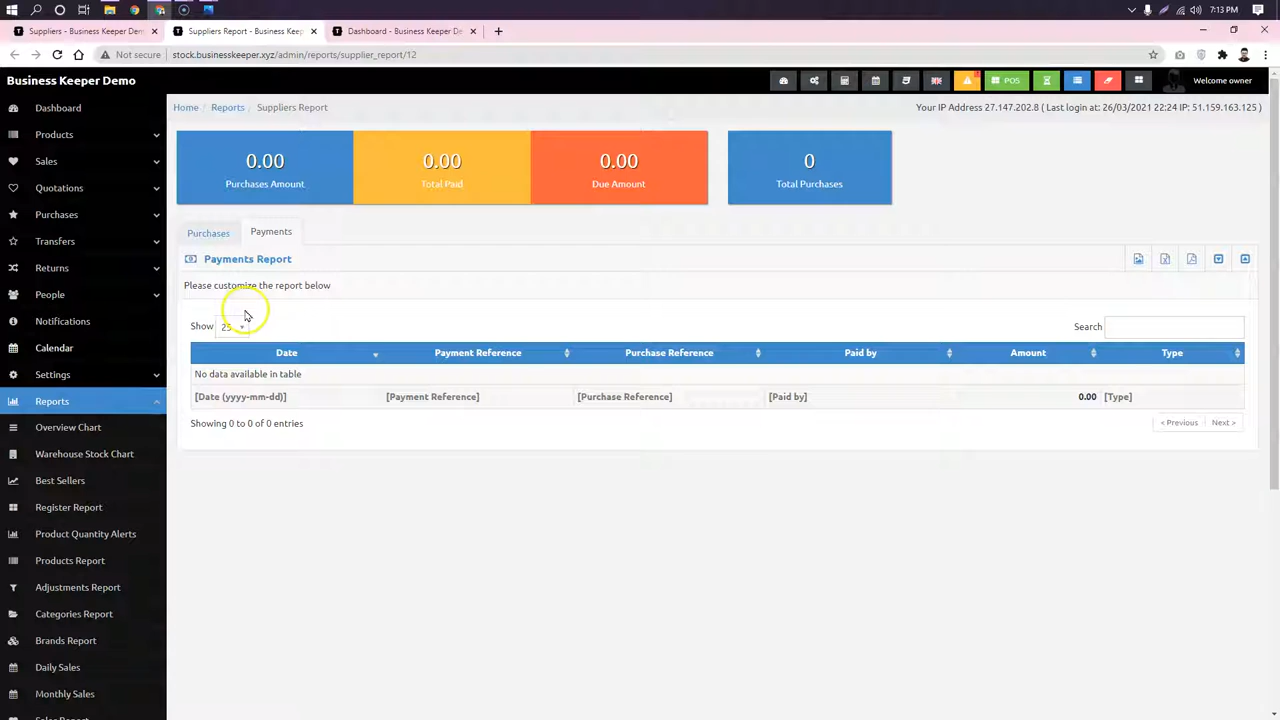 7:13 PM
Suppliers - Business Keeper Dem
Suppliers Report - Business Keep
Dashboard - Business Keeper De
Not secure
stock.businesskeeper.xyz/admin/reports/supplier_report/12
Business Keeper Demo
POS
Welcome owner
Dashboard
Products
Sales
Quotations
Purchases
Transfers
Returns
People
Notifications
Calendar
Settings
Reports
Overview Chart
Warehouse Stock Chart
Best Sellers
Register Report
Product Quantity Alerts
Products Report
Adjustments Report
Categories Report
Brands Report
Daily Sales
Monthly Sales
Home / Reports / Suppliers Report
Your IP Address 27.147.202.8 ( Last login at: 26/03/2021 22:24 IP: 51.159.163.125 )
0.00 0.00 0.00 0
Purchases Amount Total Paid Due Amount Total Purchases
Purchases Payments
Payments Report
Please customize the report below
Show 25
Search
Date Payment Reference Purchase Reference Paid by Amount Type
No data available in table
[Date (yyyy-mm-dd)] [Payment Reference] [Purchase Reference] [Paid by] 0.00 [Type]
Showing 0 to 0 of 0 entries
< Previous Next >